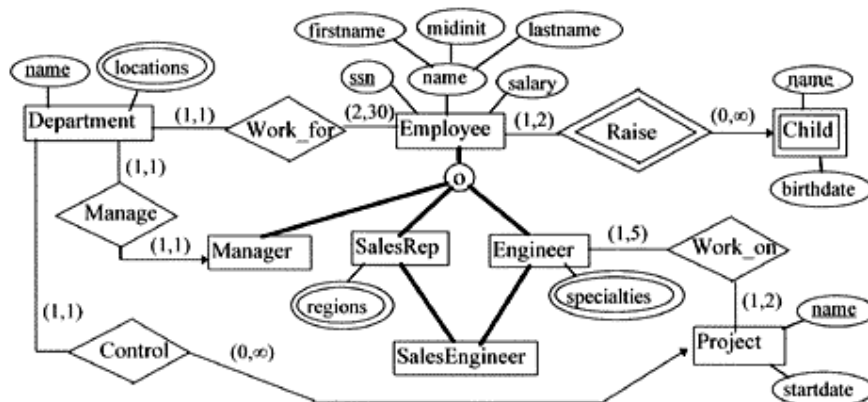 firstname
midinit
lastname
name
locations
ssn
name
salary
name
Department
(1,1)
Work_for
(2,30)
Employee
(1,2)
Raise
(0,∞)
Child
(1,1)
o
birthdate
Manage
(1,1)
Manager
SalesRep
Engineer
(1,5)
Work_on
regions
specialties
(1,1)
(1,2)
name
Control
(0,∞)
SalesEngineer
Project
startdate